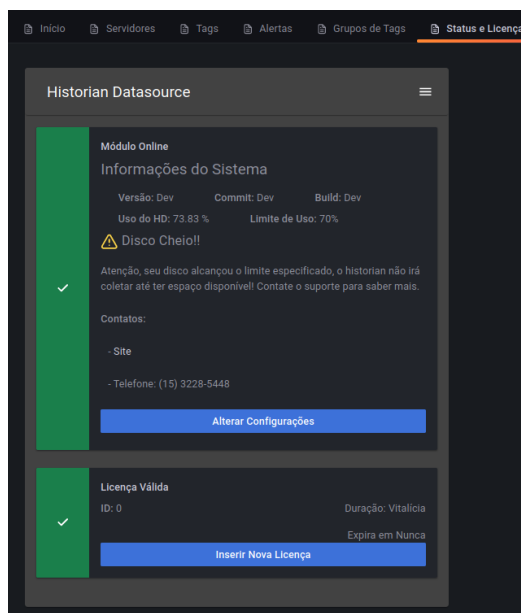 Início Servidores Tags Alertas Grupos de Tags Status e Licença
Historian Datasource
Módulo Online
Informações do Sistema
Versão: Dev Commit: Dev Build: Dev
Uso do HD: 73.83 % Limite de Uso: 70%
Disco Cheio!!
Atenção, seu disco alcançou o limite especificado, o historian não irá
coletar até ter espaço disponível! Contate o suporte para saber mais.
Contatos:
- Site
- Telefone: (15) 3228-5448
Alterar Configurações
Licença Válida
ID: 0 Duração: Vitalícia
Expira em Nunca
Inserir Nova Licença